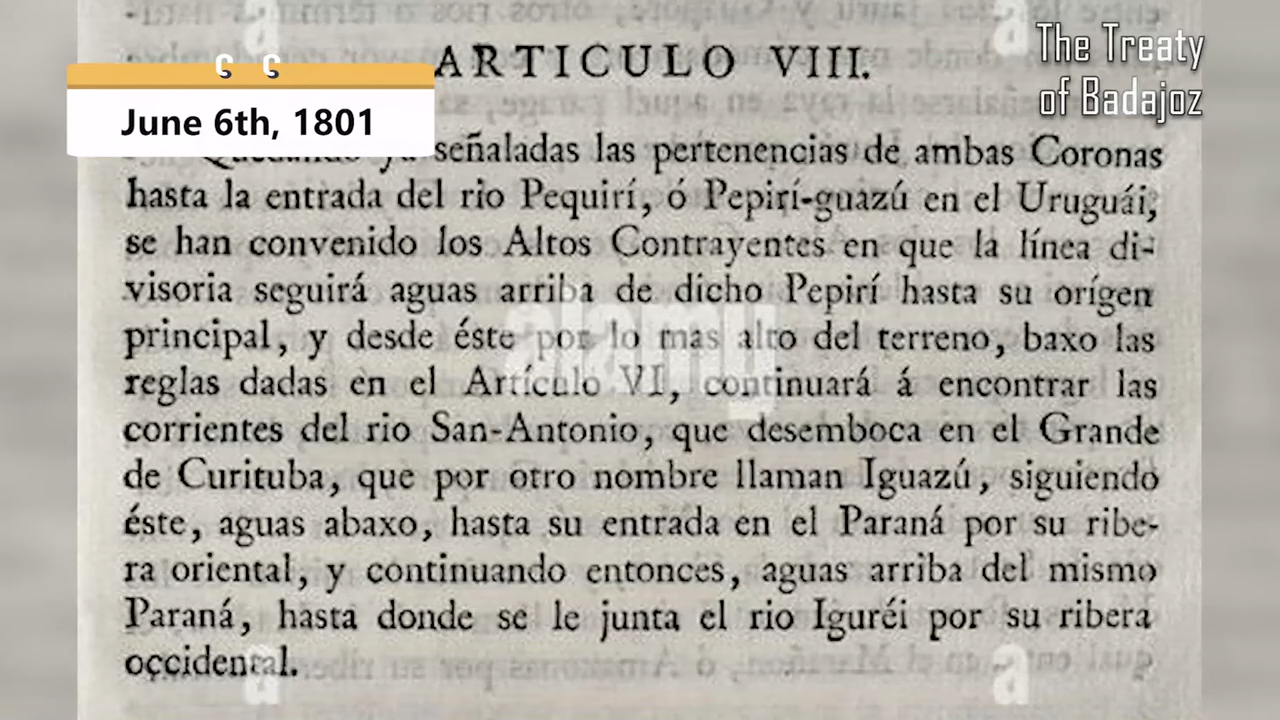 ARTICULO VIII.
The Treaty
of Badajoz
June 6th, 1801
señaladas las pertenencias de ambas Coronas
hasta la entrada del rio Pequirí, ó Pepirí-guazú en el Uruguái,
se han convenido los Altos Contrayentes en que la línea di-
visoria seguirá aguas arriba de dicho Pepirí hasta su orígen
principal, y desde éste por lo mas alto del terreno, baxo las
reglas dadas en el Artículo VI, continuará á encontrar las
corrientes del rio San-Antonio, que desemboca en el Grande
de Curituba, que por otro nombre llaman Iguazú, siguiendo
éste, aguas abaxo, hasta su entrada en el Paraná por su ribe-
ra oriental, y continuando entonces, aguas arriba del mismo
Paraná, hasta donde se le junta el rio Iguréi por su ribera
occidental.
alamy
a
a